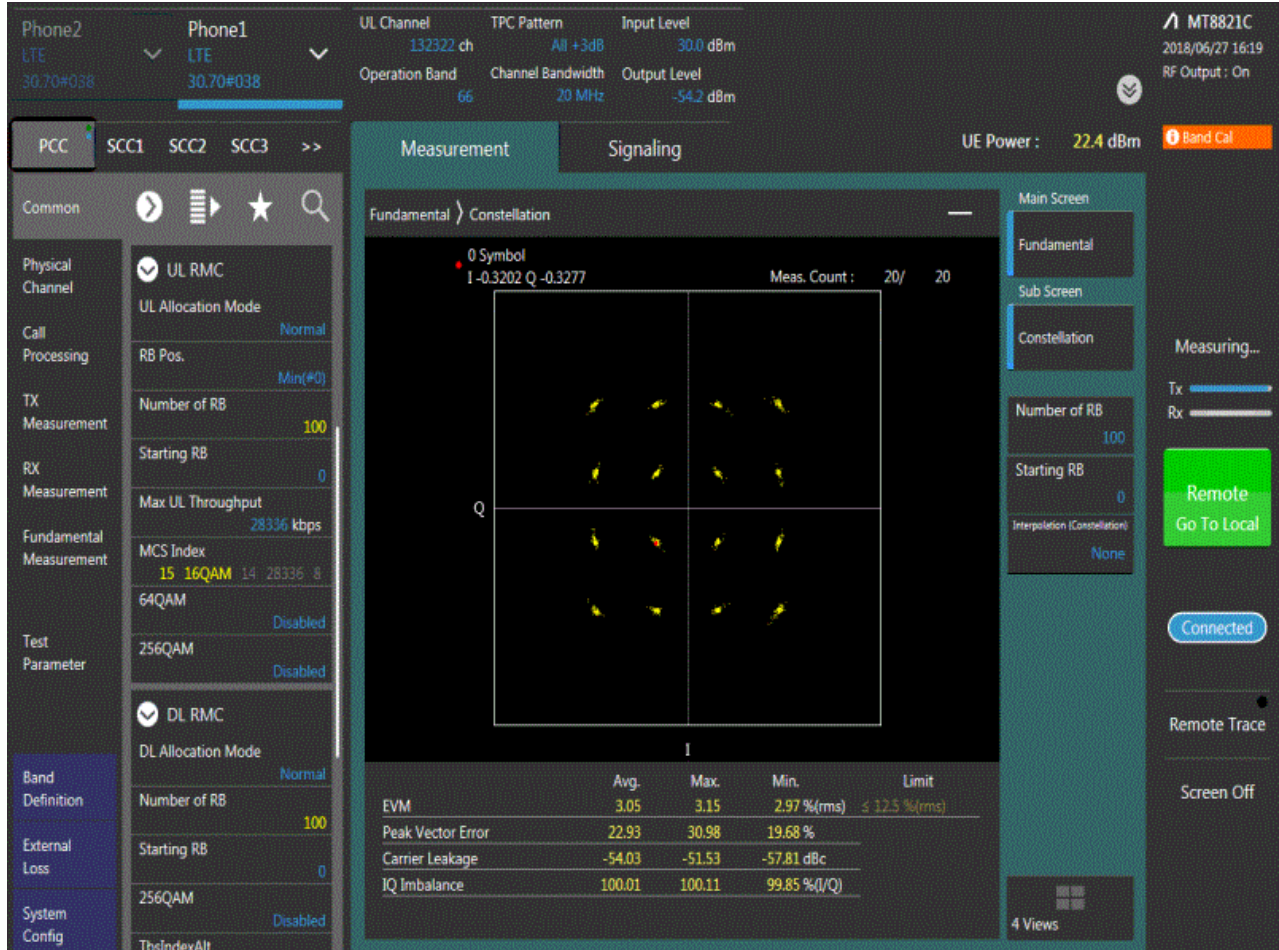 Phone2
LTE
30.70#038
Phone1
LTE
30.70#038
UL Channel
132322 ch
TPC Pattern
All +3dB
Input Level
30.0 dBm
Operation Band
66
Channel Bandwidth
20 MHz
Output Level
-54.2 dBm
MT8821C
2018/06/27 16:19
RF Output : On
PCC SCC1 SCC2 SCC3 >>
Measurement
Signaling
UE Power : 22.4 dBm
Band Cal
Common
Physical
Channel
Call
Processing
TX
Measurement
RX
Measurement
Fundamental
Measurement
Test
Parameter
Band
Definition
External
Loss
System
Config
UL RMC
UL Allocation Mode
Normal
RB Pos.
Min(#0)
Number of RB
100
Starting RB
0
Max UL Throughput
28336 kbps
MCS Index
15 16QAM 14 28336 8
64QAM
Disabled
256QAM
Disabled
DL RMC
DL Allocation Mode
Normal
Number of RB
100
Starting RB
0
256QAM
Disabled
TbsIndexAlt
Fundamental 〉 Constellation
0 Symbol
I -0.3202 Q -0.3277
Meas. Count : 20/ 20
Q
I
Avg. Max. Min. Limit
EVM 3.05 3.15 2.97 %(rms) ≤ 12.5 %(rms)
Peak Vector Error 22.93 30.98 19.68 %
Carrier Leakage -54.03 -51.53 -57.81 dBc
IQ Imbalance 100.01 100.11 99.85 %(I/Q)
Main Screen
Fundamental
Sub Screen
Constellation
Number of RB
100
Starting RB
0
Interpolation (Constellation)
None
4 Views
Measuring...
Tx
Rx
Remote
Go To Local
Connected
Remote Trace
Screen Off